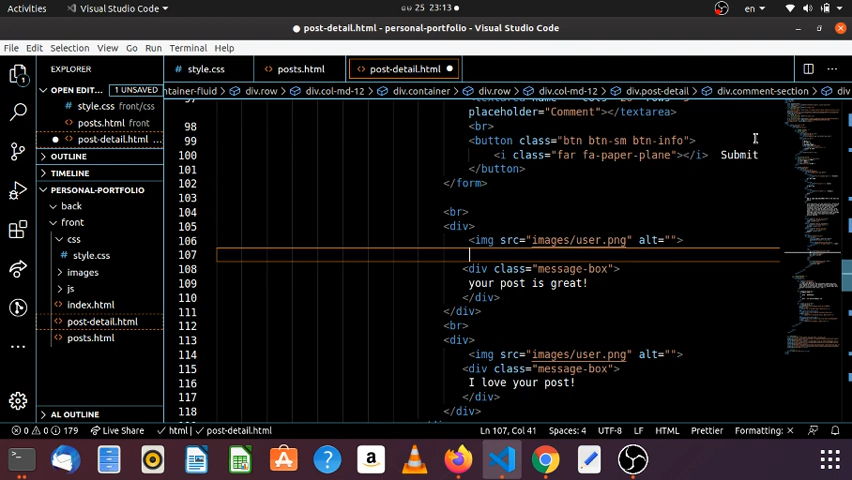 Activities
Visual Studio Code
25 23:13
en
● post-detail.html - personal-portfolio - Visual Studio Code
File Edit Selection View Go Run Terminal Help
EXPLORER
style.css
posts.html
post-detail.html
OPEN EDIT... 1 UNSAVED
style.css front/css
posts.html front
post-detail.html ...
OUTLINE
TIMELINE
PERSONAL-PORTFOLIO
back
front
css
style.css
images
js
index.html
post-detail.html
posts.html
AL OUTLINE
ntainer-fluid > div.row > div.col-md-12 > div.container > div.row > div.col-md-12 > div.post-detail > div.comment-section > div
placeholder="Comment"></textarea>
98 <br>
99 <button class="btn btn-sm btn-info">
100 <i class="far fa-paper-plane"></i> Submit
101 </button>
102 </form>
103
104 <br>
105 <div>
106 <img src="images/user.png" alt="">
107
108 <div class="message-box">
109 your post is great!
110 </div>
111 </div>
112 <br>
113 <div>
114 <img src="images/user.png" alt="">
115 <div class="message-box">
116 I love your post!
117 </div>
118 </div>
0 0 179 html | post-detail.html Live Share Ln 107, Col 41 Spaces: 4 UTF-8 LF HTML Prettier Formatting: ×